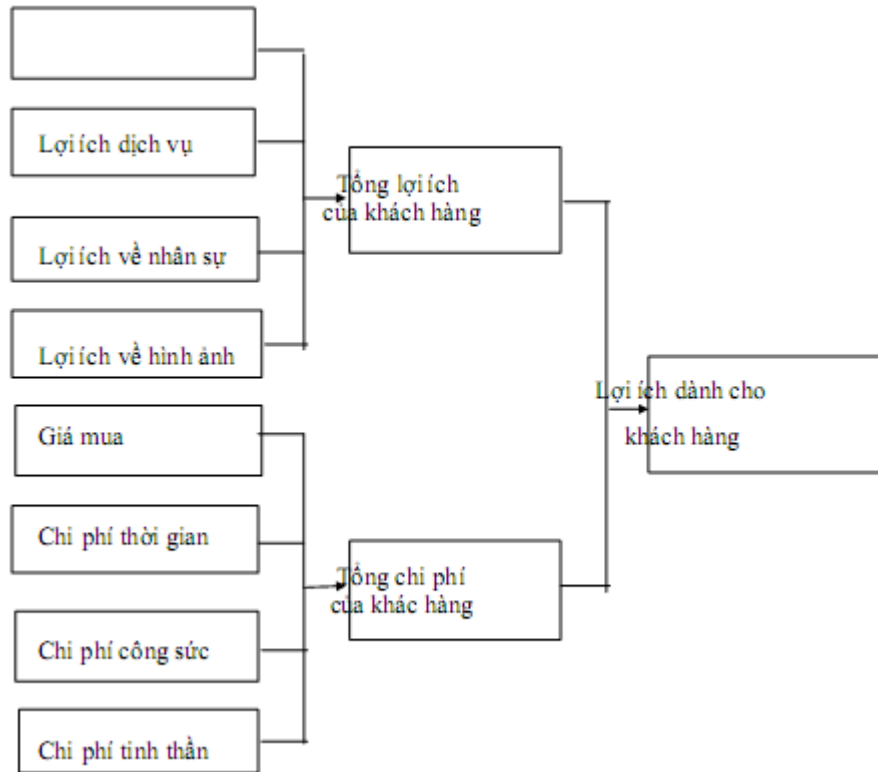 Lợi ích dịch vụ
Lợi ích về nhân sự
Lợi ích về hình ảnh
Giá mua
Chi phí thời gian
Chi phí công sức
Chi phí tinh thần
Tổng lợi ích
của khách hàng
Tổng chi phí
của khác hàng
Lợi ích dành cho
khách hàng